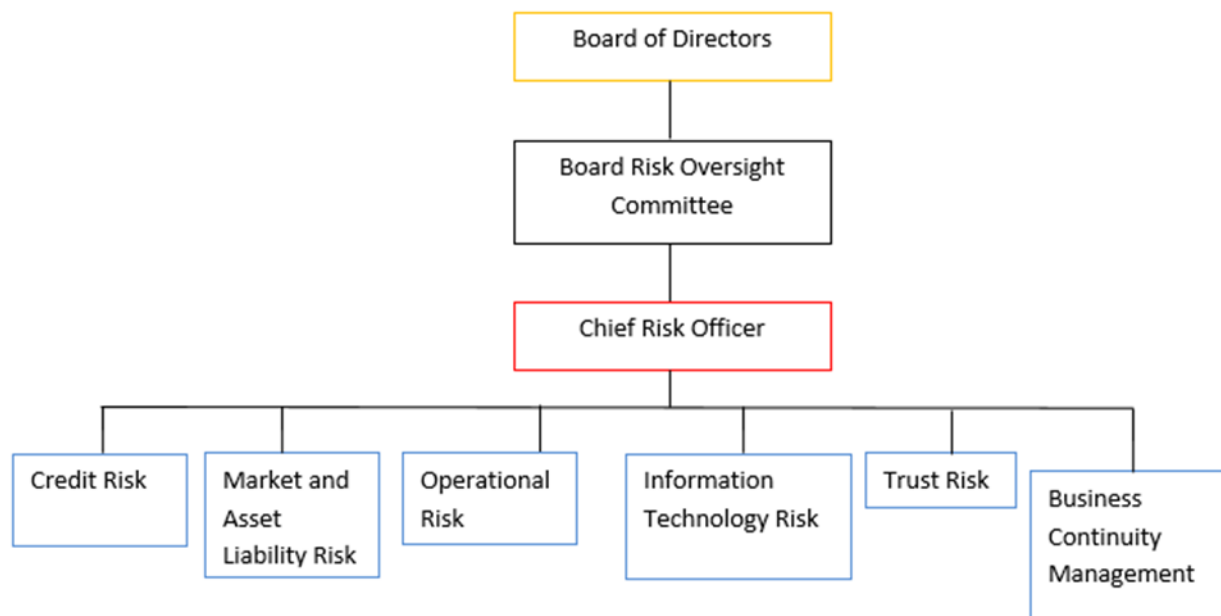 Board of Directors
Board Risk Oversight
Committee
Chief Risk Officer
Credit Risk
Market and
Asset
Liability Risk
Operational
Risk
Information
Technology Risk
Trust Risk
Business
Continuity
Management